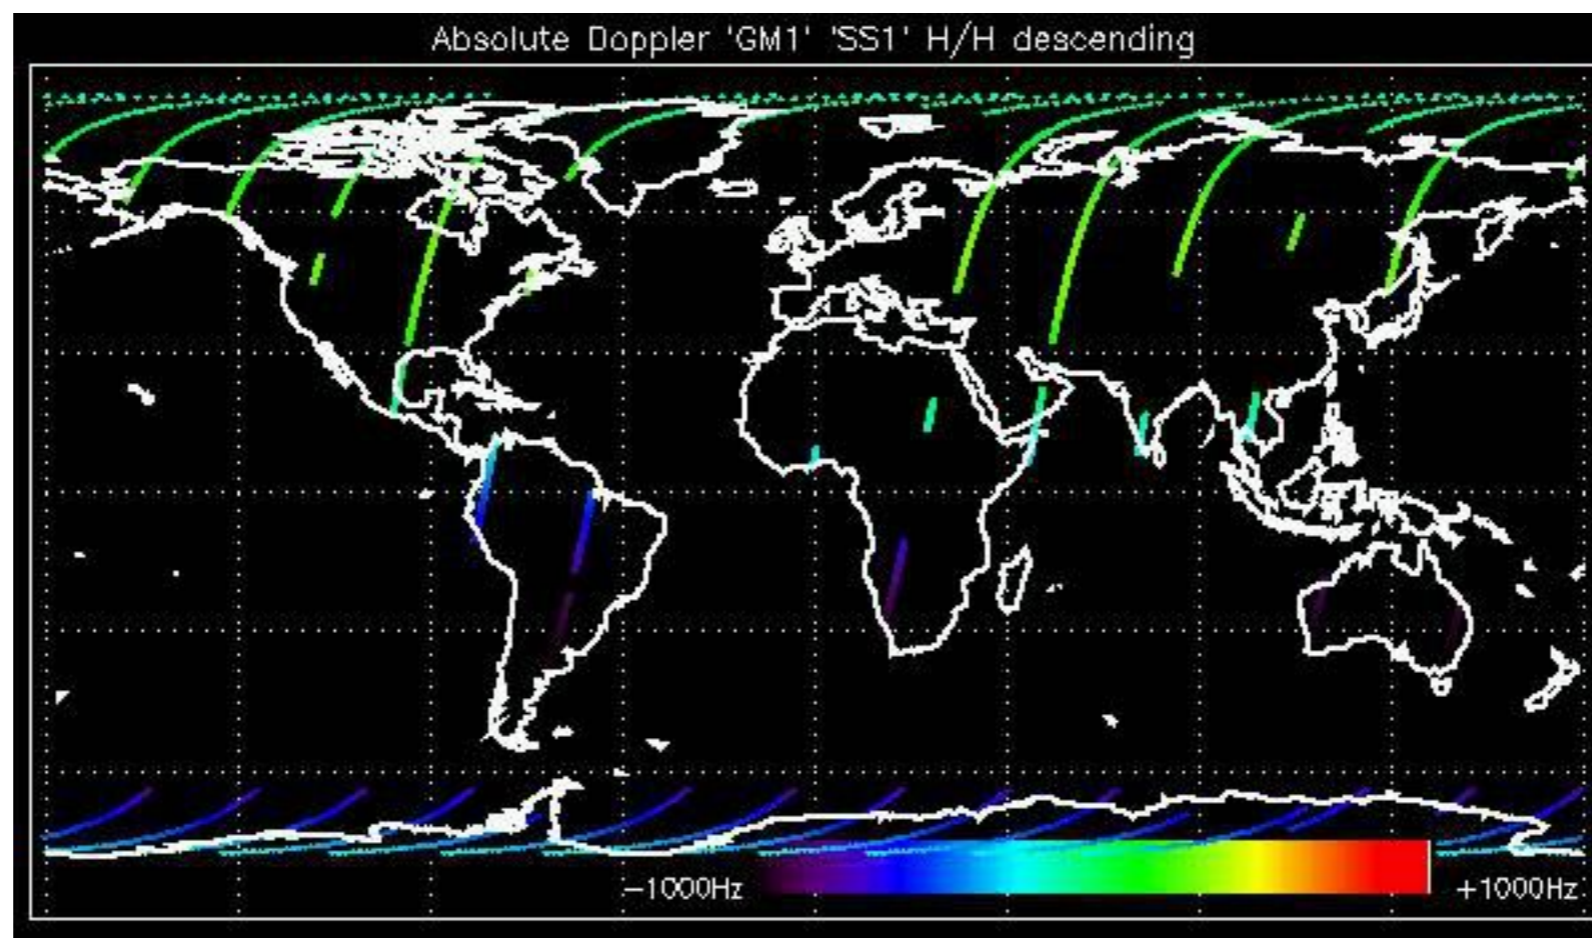 Absolute Doppler 'GM1' 'SS1' H/H descending
−1000Hz
+1000Hz